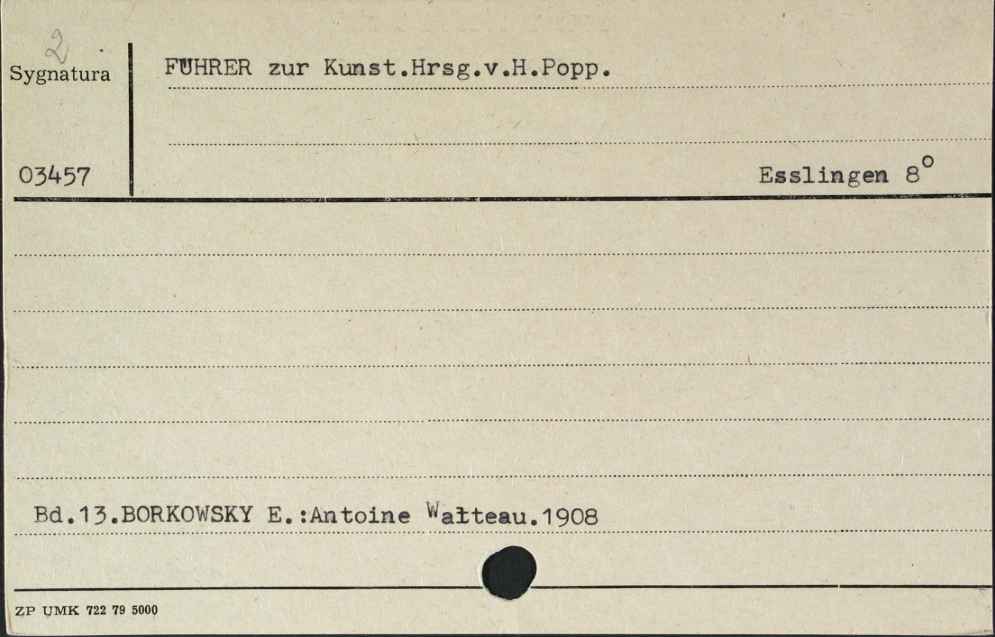 2
Sygnatura
FUHRER zur Kunst.Hrsg.v.H.Popp.
03457
Esslingen 8°
Bd.13.BORKOWSKY E.:Antoine Watteau.1908
ZP UMK 722 79 5000